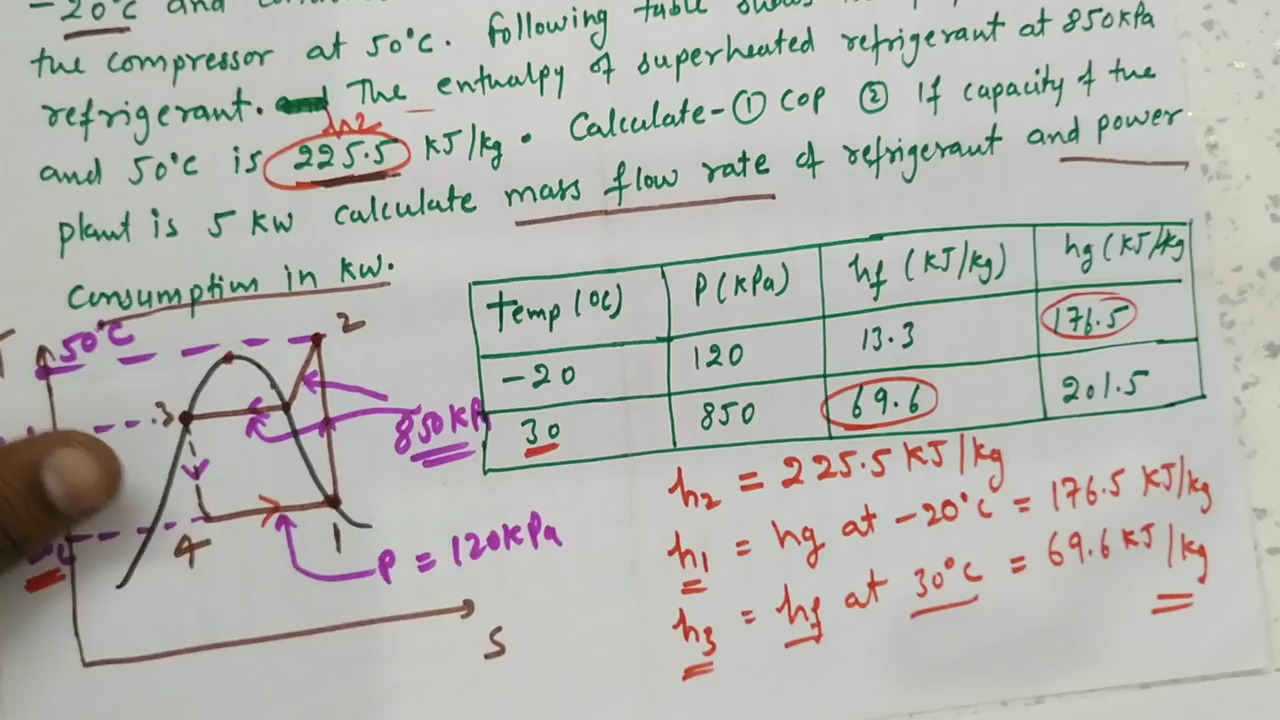 -20°C and
the compressor at 50°C. Following table shows
refrigerant. The enthalpy of superheated refrigerant at 850kPa
h2
and 50°C is 225.5 KJ/kg. Calculate - ① COP ② If capacity of the
plant is 5 KW calculate mass flow rate of refrigerant and power
Consumption in KW.
Temp (°C) P (KPa) hf (KJ/kg) hg (KJ/kg
-20 120 13.3 176.5
30 850 69.6 201.5
50°C
2
3
850KP
4
1
P = 120KPa
S
h2 = 225.5 KJ/kg
h1 = hg at -20°C = 176.5 KJ/kg
h3 = hf at 30°C = 69.6 KJ/kg